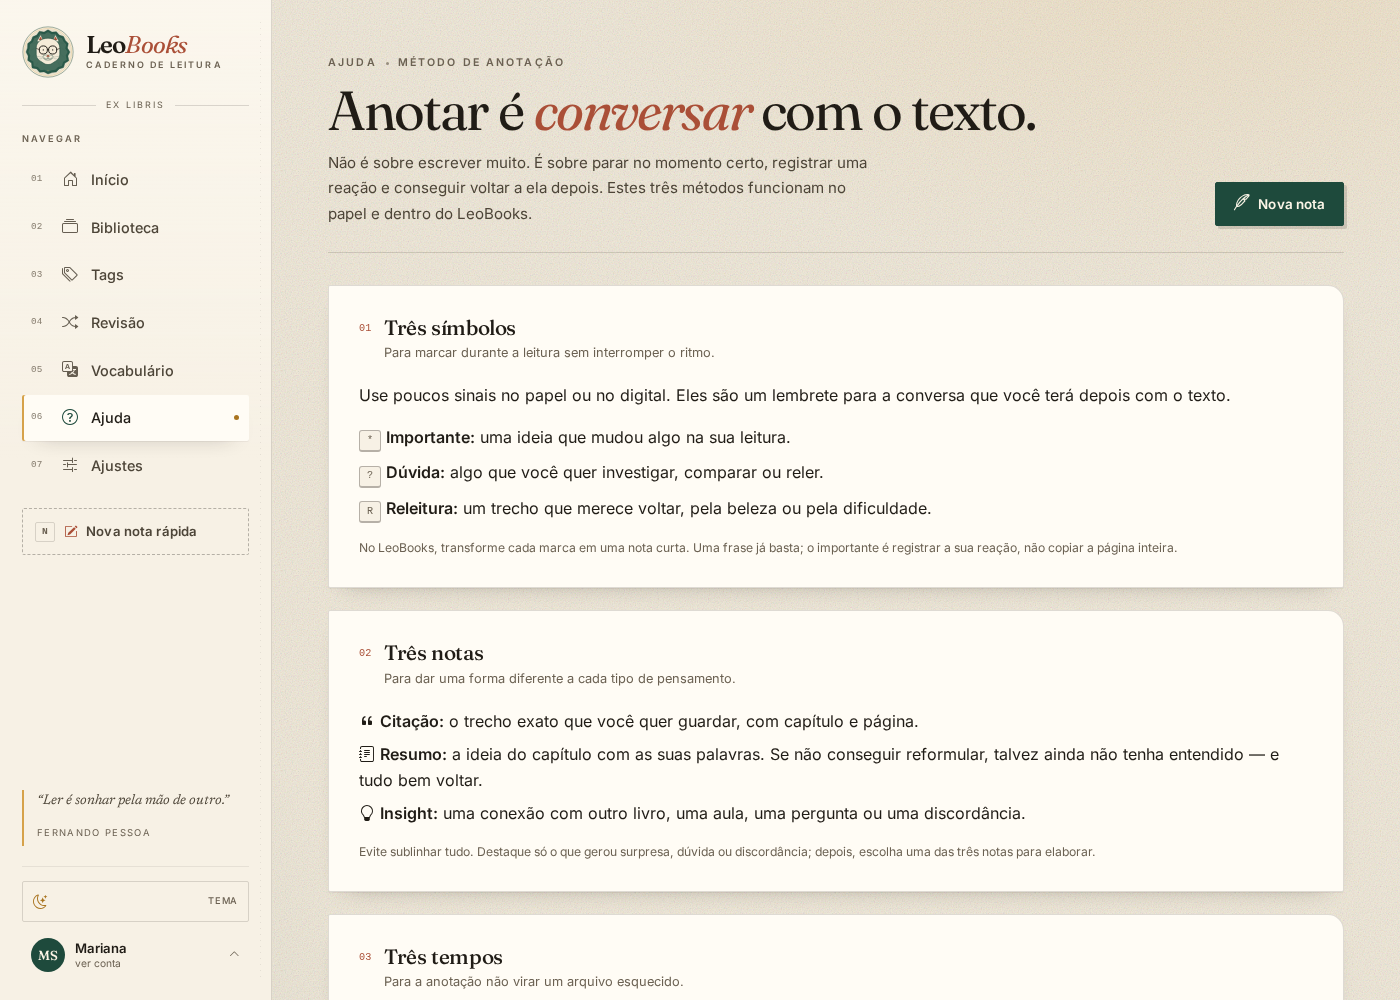 LeoBooks
CADERNO DE LEITURA
EX LIBRIS
NAVEGAR
01 Início
02 Biblioteca
03 Tags
04 Revisão
05 Vocabulário
06 Ajuda
07 Ajustes
N Nova nota rápida
“Ler é sonhar pela mão de outro.”
FERNANDO PESSOA
TEMA
MS Mariana
ver conta
AJUDA • MÉTODO DE ANOTAÇÃO
Anotar é conversar com o texto.
Não é sobre escrever muito. É sobre parar no momento certo, registrar uma
reação e conseguir voltar a ela depois. Estes três métodos funcionam no
papel e dentro do LeoBooks.
Nova nota
01 Três símbolos
Para marcar durante a leitura sem interromper o ritmo.
Use poucos sinais no papel ou no digital. Eles são um lembrete para a conversa que você terá depois com o texto.
* Importante: uma ideia que mudou algo na sua leitura.
? Dúvida: algo que você quer investigar, comparar ou reler.
R Releitura: um trecho que merece voltar, pela beleza ou pela dificuldade.
No LeoBooks, transforme cada marca em uma nota curta. Uma frase já basta; o importante é registrar a sua reação, não copiar a página inteira.
02 Três notas
Para dar uma forma diferente a cada tipo de pensamento.
Citação: o trecho exato que você quer guardar, com capítulo e página.
Resumo: a ideia do capítulo com as suas palavras. Se não conseguir reformular, talvez ainda não tenha entendido — e
tudo bem voltar.
Insight: uma conexão com outro livro, uma aula, uma pergunta ou uma discordância.
Evite sublinhar tudo. Destaque só o que gerou surpresa, dúvida ou discordância; depois, escolha uma das três notas para elaborar.
03 Três tempos
Para a anotação não virar um arquivo esquecido.